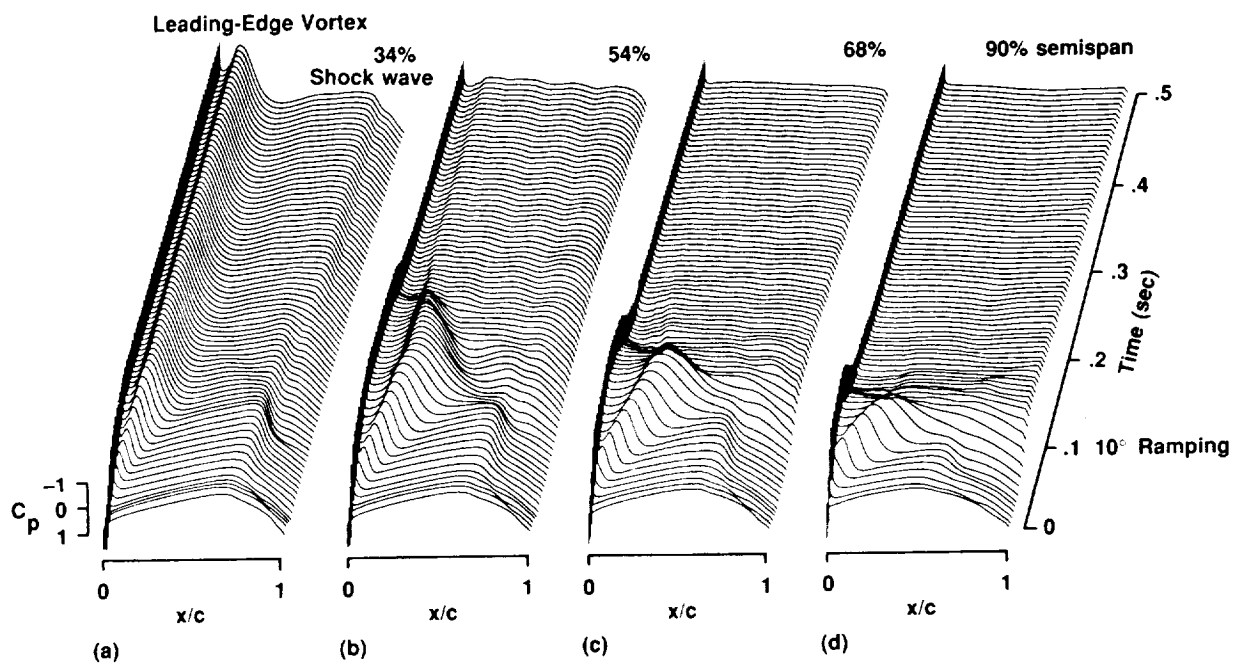 Leading-Edge Vortex
34%
Shock wave
54%
68%
90% semispan
.5
.4
.3
Time (sec)
.2
.1 10° Ramping
0
-1
Cp 0
1
0 1
x/c
0 1
x/c
0 1
x/c
0 1
x/c
(a) (b) (c) (d)